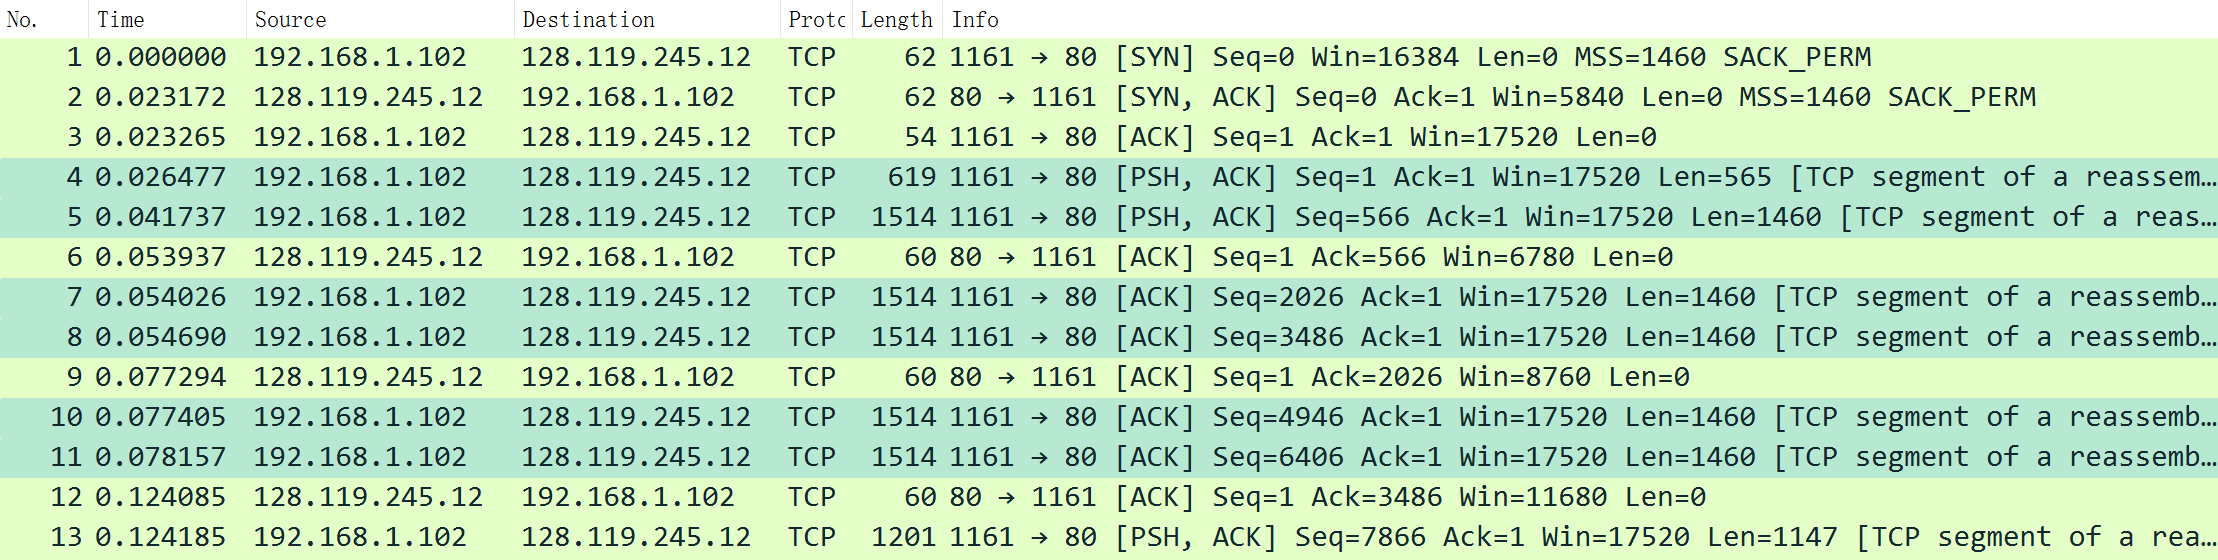 No. Time Source Destination Protc Length Info
1 0.000000 192.168.1.102 128.119.245.12 TCP 62 1161 → 80 [SYN] Seq=0 Win=16384 Len=0 MSS=1460 SACK_PERM
2 0.023172 128.119.245.12 192.168.1.102 TCP 62 80 → 1161 [SYN, ACK] Seq=0 Ack=1 Win=5840 Len=0 MSS=1460 SACK_PERM
3 0.023265 192.168.1.102 128.119.245.12 TCP 54 1161 → 80 [ACK] Seq=1 Ack=1 Win=17520 Len=0
4 0.026477 192.168.1.102 128.119.245.12 TCP 619 1161 → 80 [PSH, ACK] Seq=1 Ack=1 Win=17520 Len=565 [TCP segment of a reassem…
5 0.041737 192.168.1.102 128.119.245.12 TCP 1514 1161 → 80 [PSH, ACK] Seq=566 Ack=1 Win=17520 Len=1460 [TCP segment of a reas…
6 0.053937 128.119.245.12 192.168.1.102 TCP 60 80 → 1161 [ACK] Seq=1 Ack=566 Win=6780 Len=0
7 0.054026 192.168.1.102 128.119.245.12 TCP 1514 1161 → 80 [ACK] Seq=2026 Ack=1 Win=17520 Len=1460 [TCP segment of a reassemb…
8 0.054690 192.168.1.102 128.119.245.12 TCP 1514 1161 → 80 [ACK] Seq=3486 Ack=1 Win=17520 Len=1460 [TCP segment of a reassemb…
9 0.077294 128.119.245.12 192.168.1.102 TCP 60 80 → 1161 [ACK] Seq=1 Ack=2026 Win=8760 Len=0
10 0.077405 192.168.1.102 128.119.245.12 TCP 1514 1161 → 80 [ACK] Seq=4946 Ack=1 Win=17520 Len=1460 [TCP segment of a reassemb…
11 0.078157 192.168.1.102 128.119.245.12 TCP 1514 1161 → 80 [ACK] Seq=6406 Ack=1 Win=17520 Len=1460 [TCP segment of a reassemb…
12 0.124085 128.119.245.12 192.168.1.102 TCP 60 80 → 1161 [ACK] Seq=1 Ack=3486 Win=11680 Len=0
13 0.124185 192.168.1.102 128.119.245.12 TCP 1201 1161 → 80 [PSH, ACK] Seq=7866 Ack=1 Win=17520 Len=1147 [TCP segment of a rea…